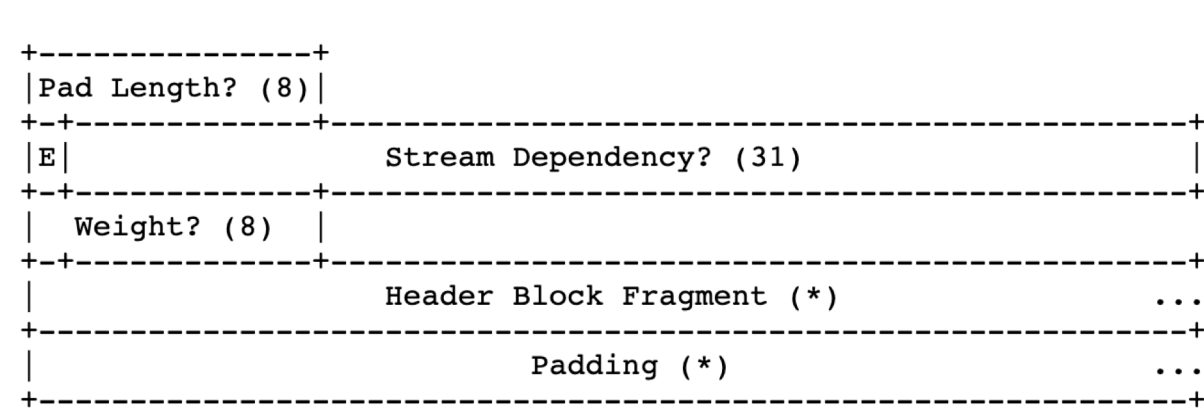 +---------------+
|Pad Length? (8)|
+-+-------------+-----------------------------------------------+
|E|                 Stream Dependency? (31)                     |
+-+-------------+-----------------------------------------------+
|  Weight? (8)  |
+-+-------------+-----------------------------------------------+
|                   Header Block Fragment (*)                 ...
+---------------------------------------------------------------+
|                           Padding (*)                       ...
+---------------------------------------------------------------+